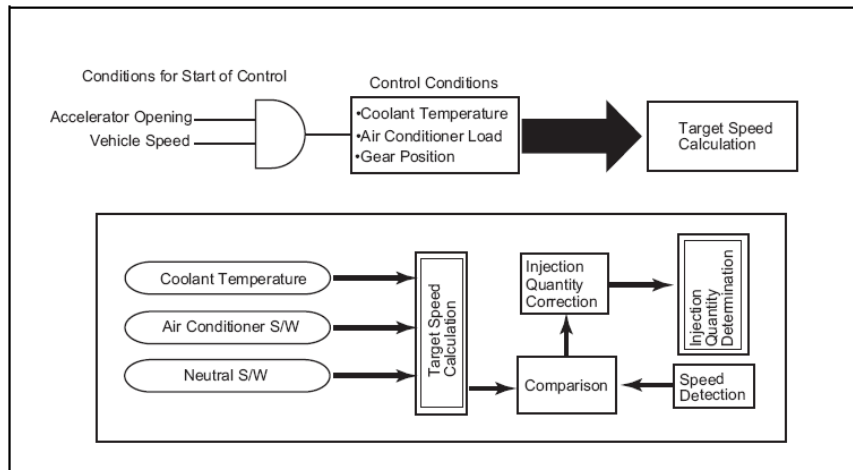 Conditions for Start of Control
Accelerator Opening
Vehicle Speed
Control Conditions
•Coolant Temperature
•Air Conditioner Load
•Gear Position
Target Speed
Calculation
Coolant Temperature
Air Conditioner S/W
Neutral S/W
Target Speed
Calculation
Injection
Quantity
Correction
Injection
Quantity
Determination
Comparison
Speed
Detection